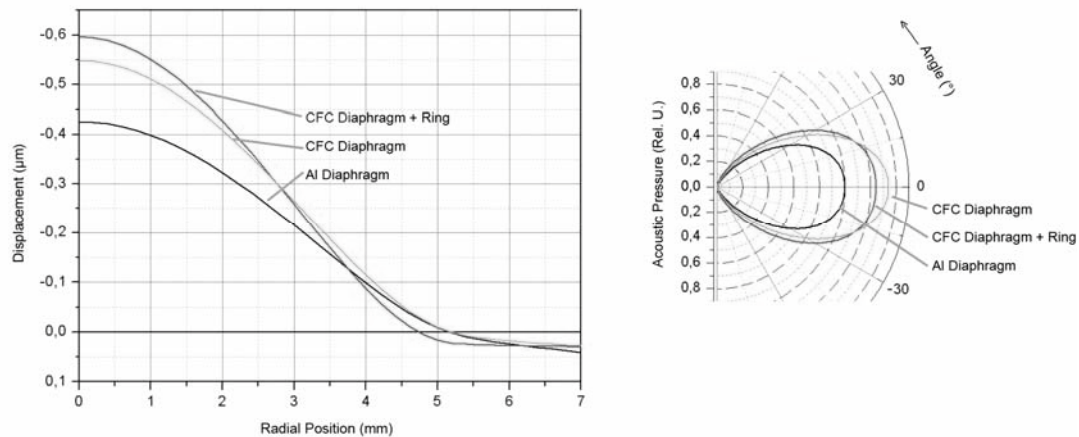 -0,6
-0,5
-0,4
-0,3
-0,2
-0,1
0,0
0,1
Displacement (µm)
0 1 2 3 4 5 6 7
Radial Position (mm)
CFC Diaphragm + Ring
CFC Diaphragm
Al Diaphragm
Acoustic Pressure (Rel. U.)
0,8
0,6
0,4
0,2
0,0
0,2
0,4
0,6
0,8
Angle (°)
30
0
-30
CFC Diaphragm
CFC Diaphragm + Ring
Al Diaphragm